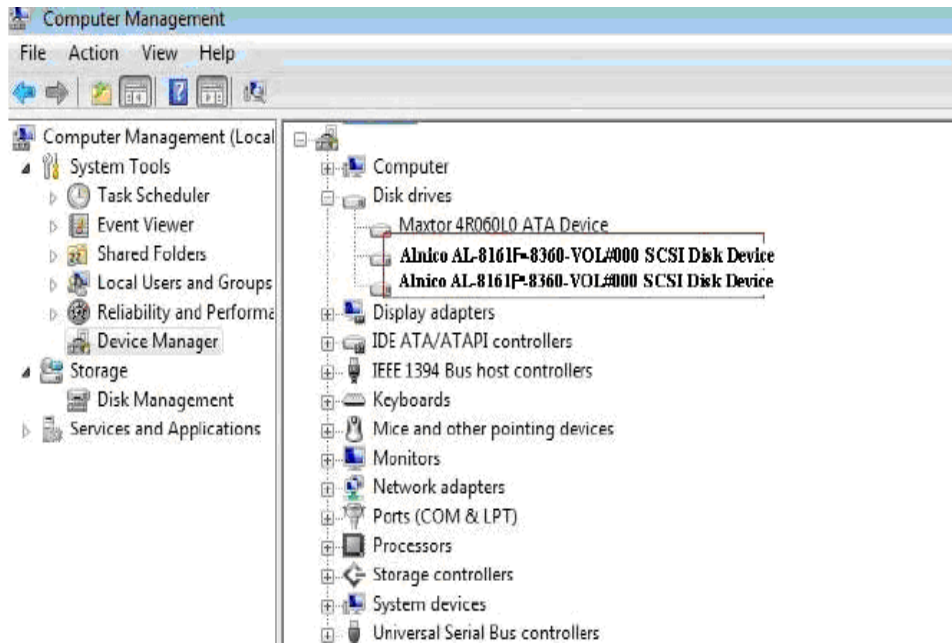 Computer Management
File Action View Help
Computer Management (Local
System Tools
Task Scheduler
Event Viewer
Shared Folders
Local Users and Groups
Reliability and Performa
Device Manager
Storage
Disk Management
Services and Applications
Computer
Disk drives
Maxtor 4R060L0 ATA Device
Alnico AL-8161F-8360-VOL#000 SCSI Disk Device
Alnico AL-8161F-8360-VOL#000 SCSI Disk Device
Display adapters
IDE ATA/ATAPI controllers
IEEE 1394 Bus host controllers
Keyboards
Mice and other pointing devices
Monitors
Network adapters
Ports (COM & LPT)
Processors
Storage controllers
System devices
Universal Serial Bus controllers